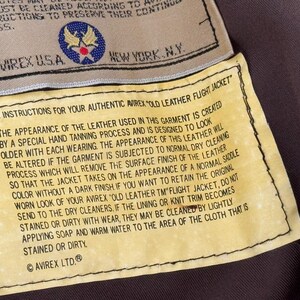 MUST BE CLEANED ACCORDING TO
INSTRUCTIONS TO PRESERVE THEIR CONTINUED
AVIREX U.S.A. NEW YORK, N.Y.
INSTRUCTIONS FOR YOUR AUTHENTIC AVIREX "OLD LEATHER FLIGHT JACKET"
THE APPEARANCE OF THE LEATHER USED IN THIS GARMENT IS CREATED
BY A SPECIAL HAND TANNING PROCESS AND IS DESIGNED TO LOOK
OLDER WITH EACH WEARING. THE APPEARANCE OF THIS LEATHER WILL
BE ALTERED IF THE GARMENT IS SUBJECTED TO NORMAL DRY CLEANING
PROCESS WHICH WILL REMOVE THE SURFACE FINISH OF THE LEATHER
SO THAT THE JACKET TAKES ON THE APPEARANCE OF A NORMAL SIDDLE
COLOR WITHOUT A DARK FINISH IF YOU WANT TO RETAIN THE ORIGINAL
WORN LOOK OF YOUR AVIREX "OLD LEATHER TM" FLIGHT JACKET, DO NOT
SEND TO THE DRY CLEANERS. IF THE LINING OR KNIT TRIM BECOMES
STAINED OR DIRTY WITH WEAR, THEY MAY BE CLEANED BY LIGHTLY
APPLYING SOAP AND WARM WATER TO THE AREA OF THE CLOTH THAT IS
STAINED OR DIRTY.
© AVIREX LTD.®